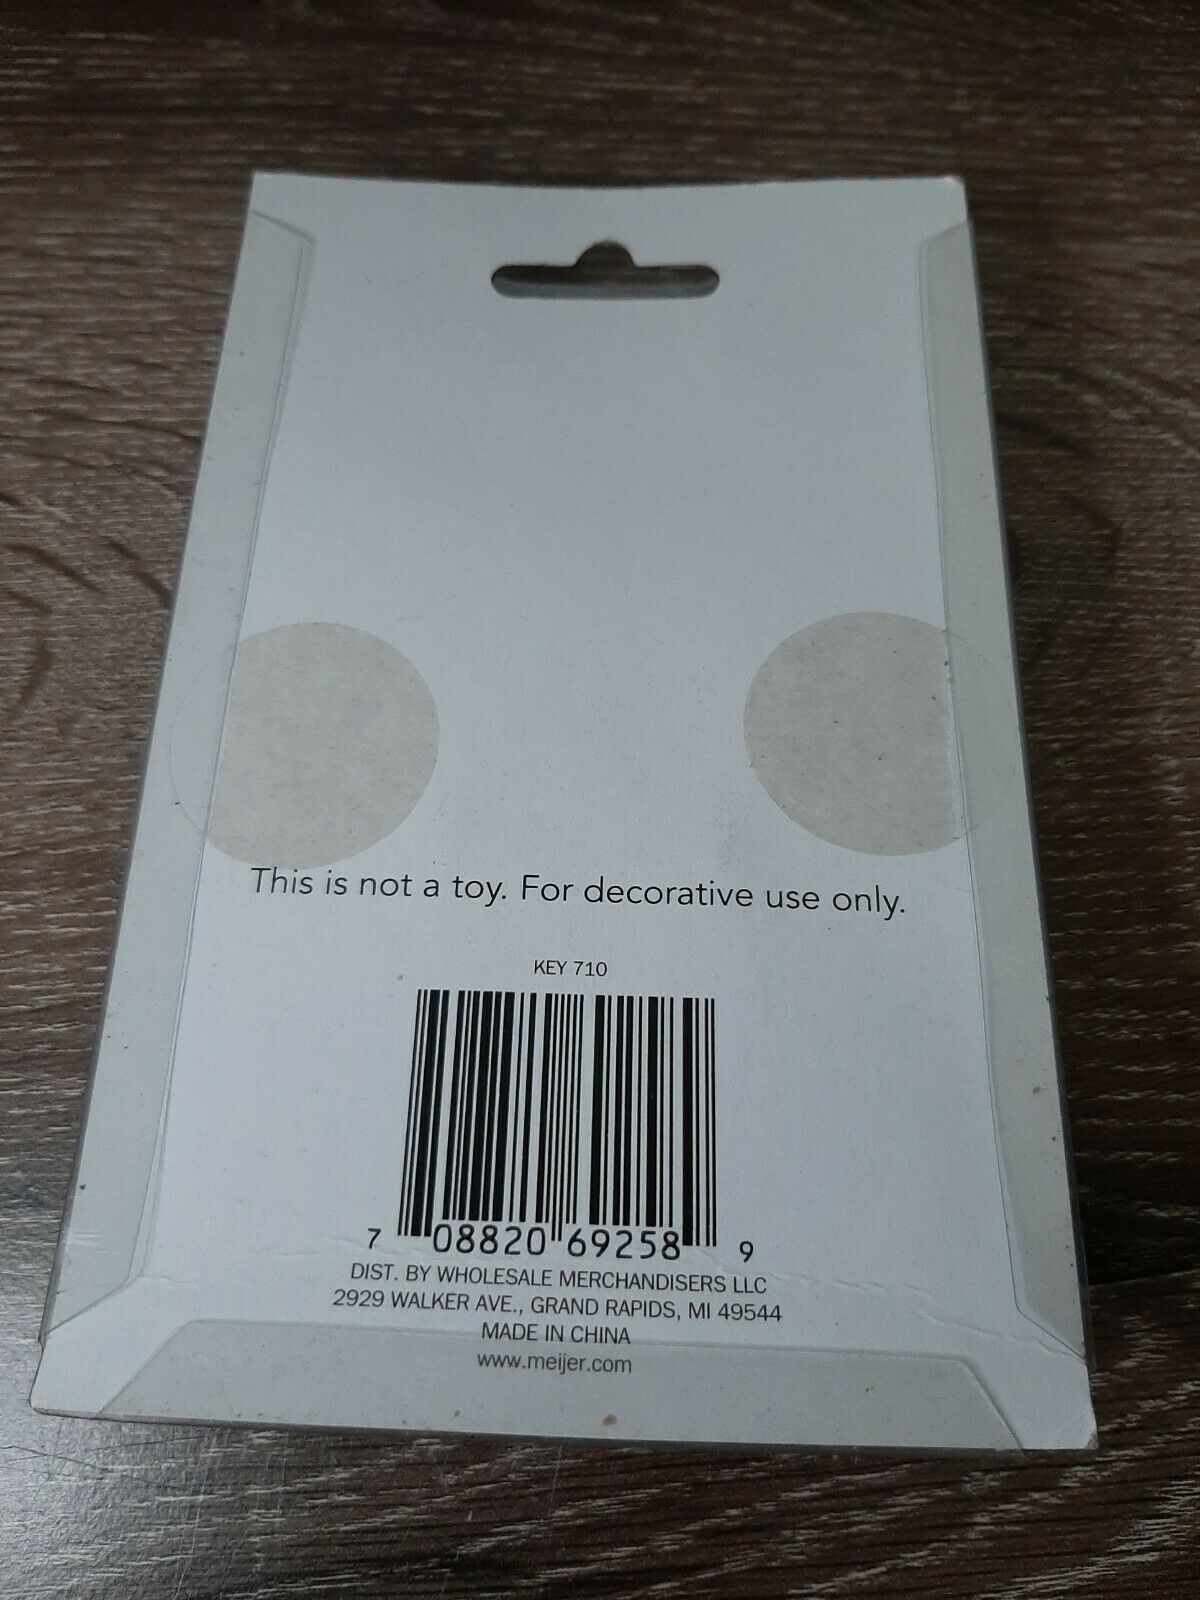 This is not a toy. For decorative use only.
KEY 710
7 08820 69258 9
DIST. BY WHOLESALE MERCHANDISERS LLC
2929 WALKER AVE., GRAND RAPIDS, MI 49544
MADE IN CHINA
www.meijer.com